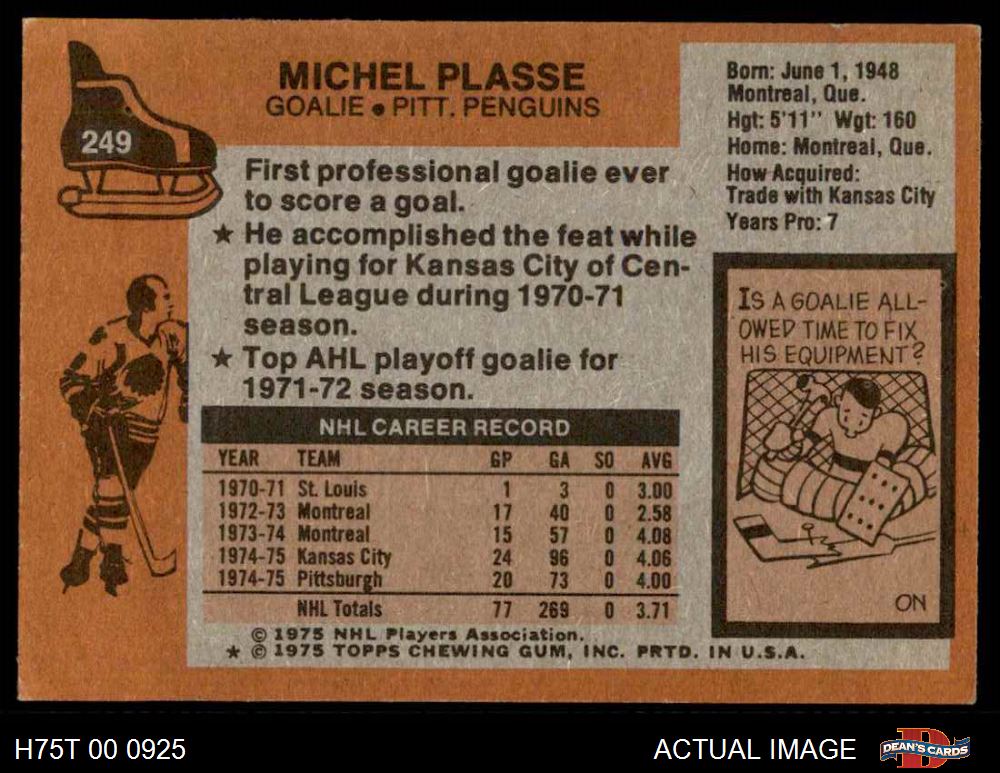 249
MICHEL PLASSE
GOALIE • PITT. PENGUINS
Born: June 1, 1948
Montreal, Que.
Hgt: 5'11" Wgt: 160
Home: Montreal, Que.
How Acquired:
Trade with Kansas City
Years Pro: 7
First professional goalie ever
to score a goal.
★ He accomplished the feat while
playing for Kansas City of Cen-
tral League during 1970-71
season.
★ Top AHL playoff goalie for
1971-72 season.
IS A GOALIE ALL-
OWED TIME TO FIX
HIS EQUIPMENT?
ON
NHL CAREER RECORD
YEAR TEAM GP GA SO AVG
1970-71 St. Louis 1 3 0 3.00
1972-73 Montreal 17 40 0 2.58
1973-74 Montreal 15 57 0 4.08
1974-75 Kansas City 24 96 0 4.06
1974-75 Pittsburgh 20 73 0 4.00
NHL Totals 77 269 0 3.71
© 1975 NHL Players Association.
★ © 1975 TOPPS CHEWING GUM, INC. PRTD. IN U.S.A.
H75T 00 0925
ACTUAL IMAGE
DEAN'S CARDS